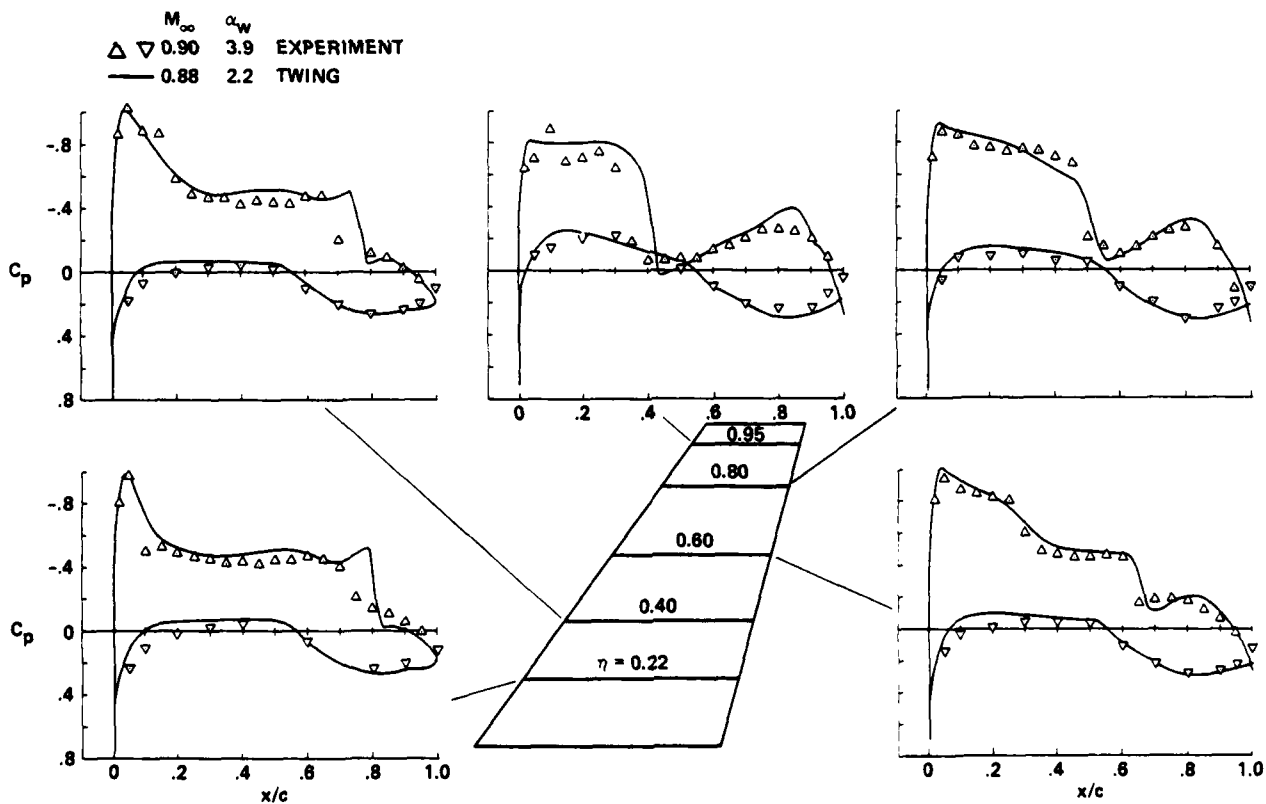 M∞ αw
△ ▽ 0.90 3.9 EXPERIMENT
0.88 2.2 TWING
-.8
-.4
Cp
0
.4
.8
0 .2 .4 .6 .8 1.0
0.95
0.80
0.60
0.40
η = 0.22
-.8
-.4
Cp
0
.4
.8
0 .2 .4 .6 .8 1.0
x/c
0 .2 .4 .6 .8 1.0
x/c